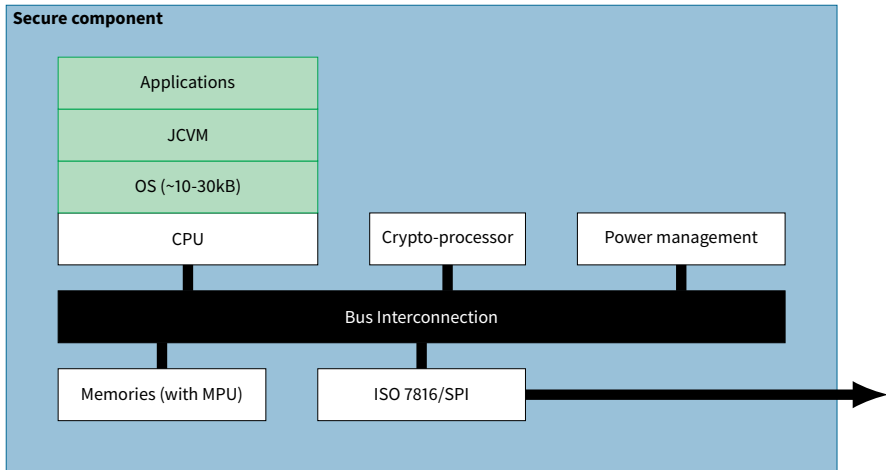 Secure component
Applications
JCVM
OS (~10-30kB)
CPU
Crypto-processor
Power management
Bus Interconnection
Memories (with MPU)
ISO 7816/SPI